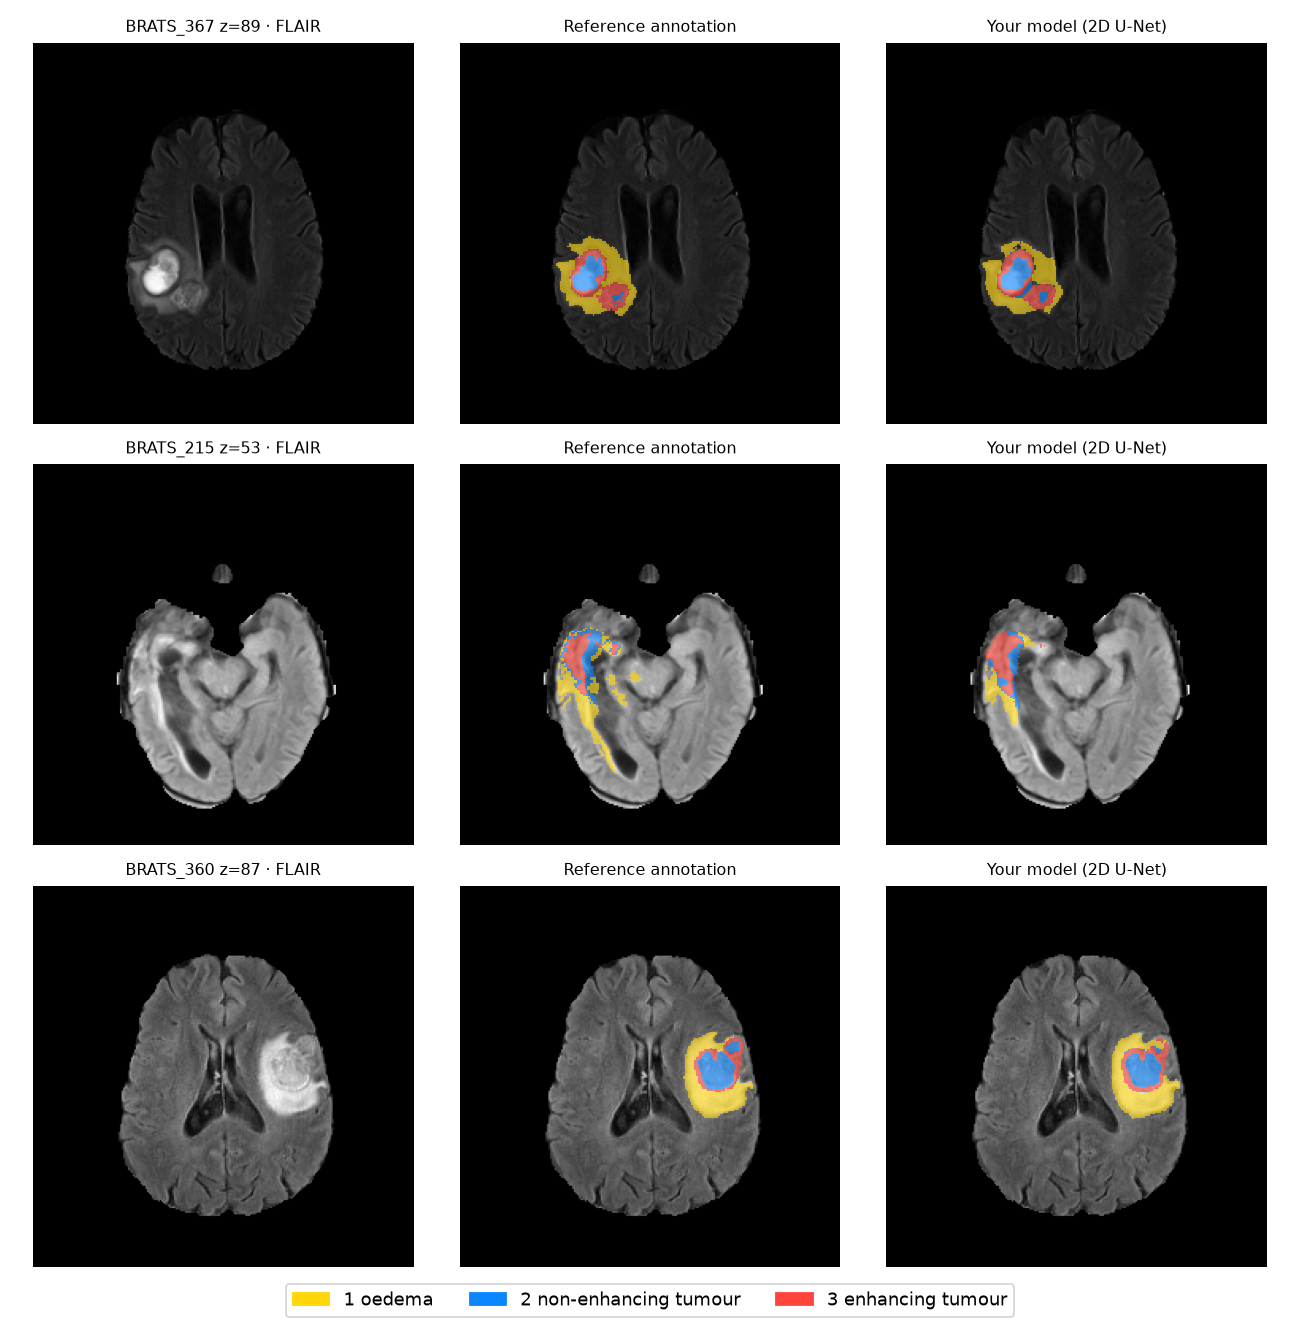 BRATS_367 z=89 · FLAIR
Reference annotation
Your model (2D U-Net)
BRATS_215 z=53 · FLAIR
Reference annotation
Your model (2D U-Net)
BRATS_360 z=87 · FLAIR
Reference annotation
Your model (2D U-Net)
1 oedema
2 non-enhancing tumour
3 enhancing tumour